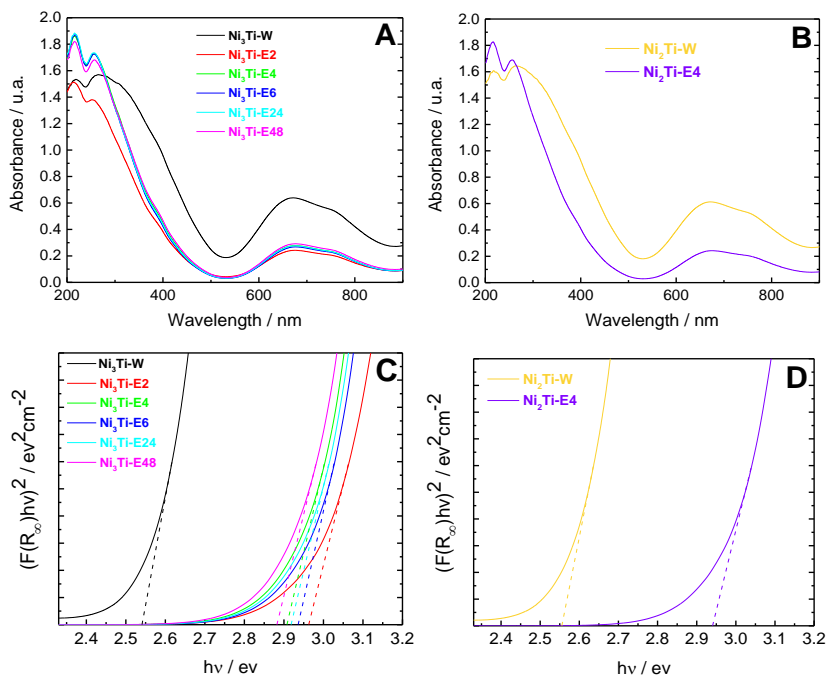 A
Ni₃Ti-W
Ni₃Ti-E2
Ni₃Ti-E4
Ni₃Ti-E6
Ni₃Ti-E24
Ni₃Ti-E48
2.0
1.8
1.6
1.4
1.2
1.0
0.8
0.6
0.4
0.2
0.0
Absorbance / u.a.
200 400 600 800
Wavelength / nm
B
Ni₂Ti-W
Ni₂Ti-E4
2.0
1.8
1.6
1.4
1.2
1.0
0.8
0.6
0.4
0.2
0.0
Absorbance / u.a.
200 400 600 800
Wavelength / nm
C
Ni₃Ti-W
Ni₃Ti-E2
Ni₃Ti-E4
Ni₃Ti-E6
Ni₃Ti-E24
Ni₃Ti-E48
(F(R∞)hν)² / ev²cm⁻²
2.4 2.5 2.6 2.7 2.8 2.9 3.0 3.1 3.2
hν / ev
D
Ni₂Ti-W
Ni₂Ti-E4
(F(R∞)hν)² / ev²cm⁻²
2.4 2.5 2.6 2.7 2.8 2.9 3.0 3.1 3.2
hν / ev